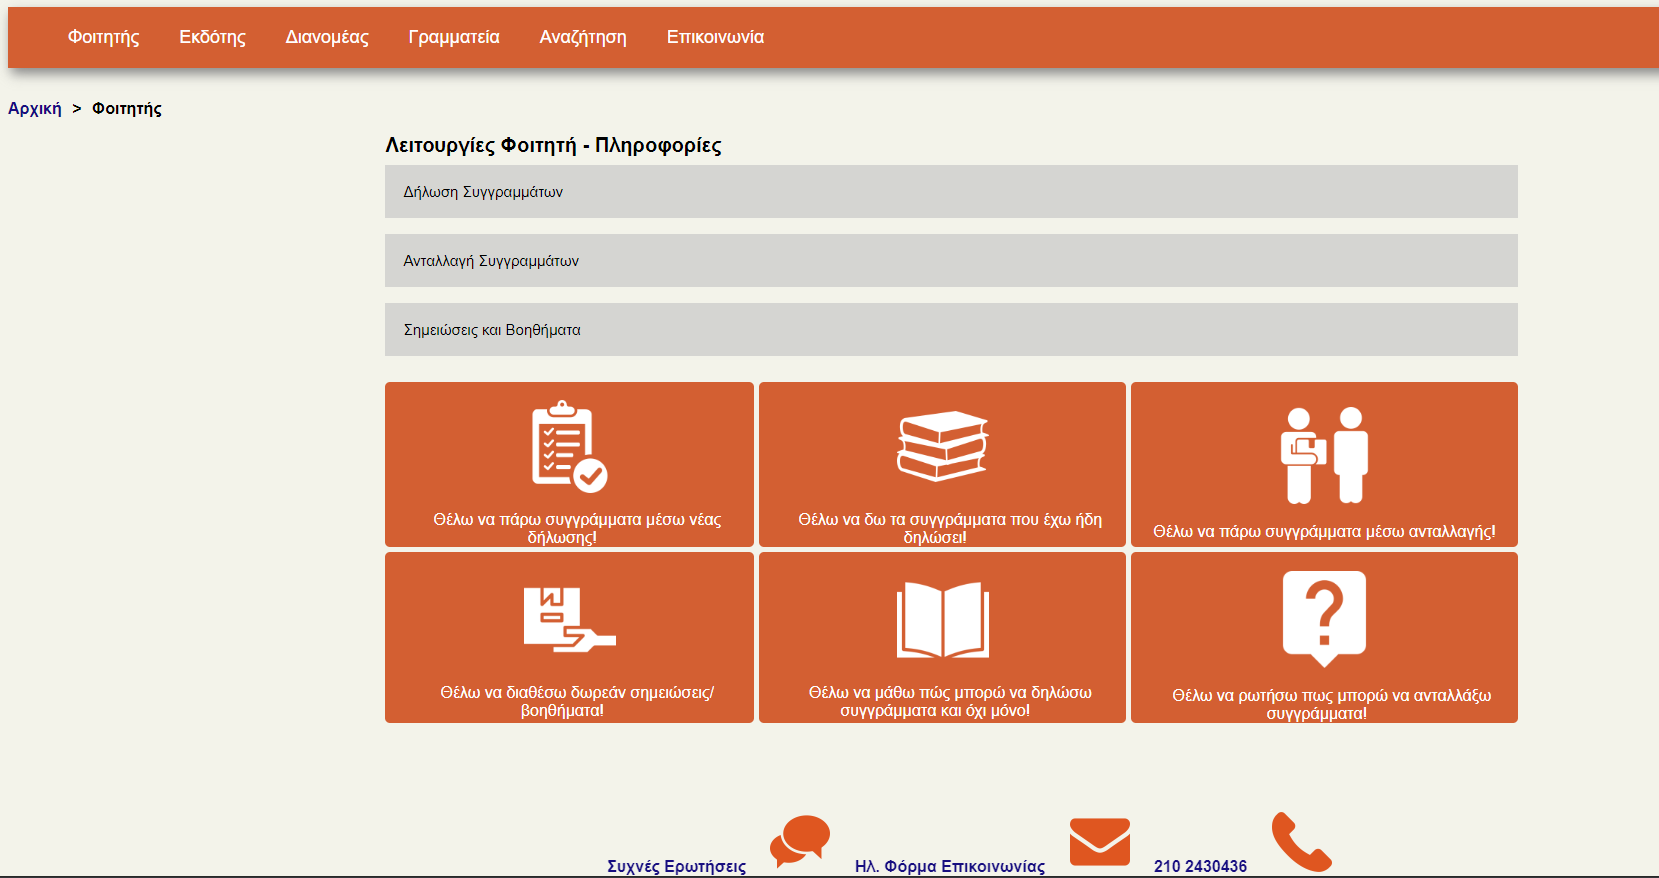 Φοιτητής Εκδότης Διανομέας Γραμματεία Αναζήτηση Επικοινωνία
Αρχική > Φοιτητής
Λειτουργίες Φοιτητή - Πληροφορίες
Δήλωση Συγγραμμάτων
Ανταλλαγή Συγγραμμάτων
Σημειώσεις και Βοηθήματα
Θέλω να πάρω συγγράμματα μέσω νέας
δήλωσης!
Θέλω να δω τα συγγράμματα που έχω ήδη
δηλώσει!
Θέλω να πάρω συγγράμματα μέσω ανταλλαγής!
Θέλω να διαθέσω δωρεάν σημειώσεις/
βοηθήματα!
Θέλω να μάθω πώς μπορώ να δηλώσω
συγγράμματα και όχι μόνο!
Θέλω να ρωτήσω πως μπορώ να ανταλλάξω
συγγράμματα!
Συχνές Ερωτήσεις
Ηλ. Φόρμα Επικοινωνίας
210 2430436